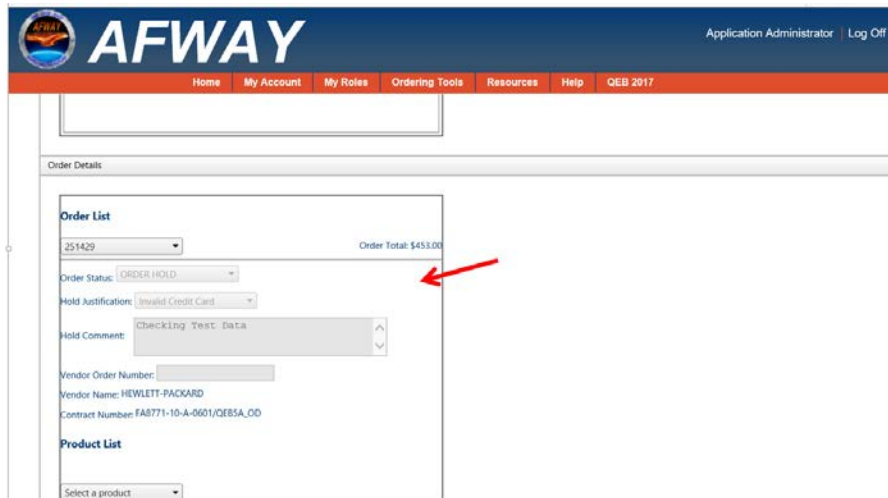 AFWAY
AFWAY
Application Administrator | Log Off
Home My Account My Roles Ordering Tools Resources Help QEB 2017
Order Details
Order List
251429 Order Total: $453.00
Order Status: ORDER HOLD
Hold Justification: Invalid Credit Card
Hold Comment: Checking Test Data
Vendor Order Number:
Vendor Name: HEWLETT-PACKARD
Contract Number: FA8771-10-A-0601/QEB5A_OD
Product List
Select a product